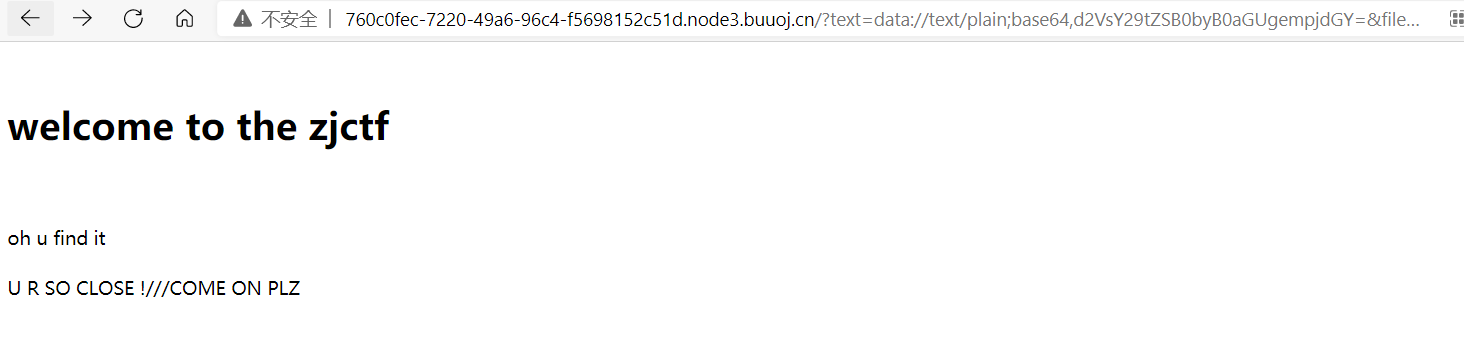 不安全 760c0fec-7220-49a6-96c4-f5698152c51d.node3.buuoj.cn/?text=data://text/plain;base64,d2VsY29tZSB0byB0aGUgempjdGY=&file...
welcome to the zjctf
oh u find it
U R SO CLOSE !///COME ON PLZ